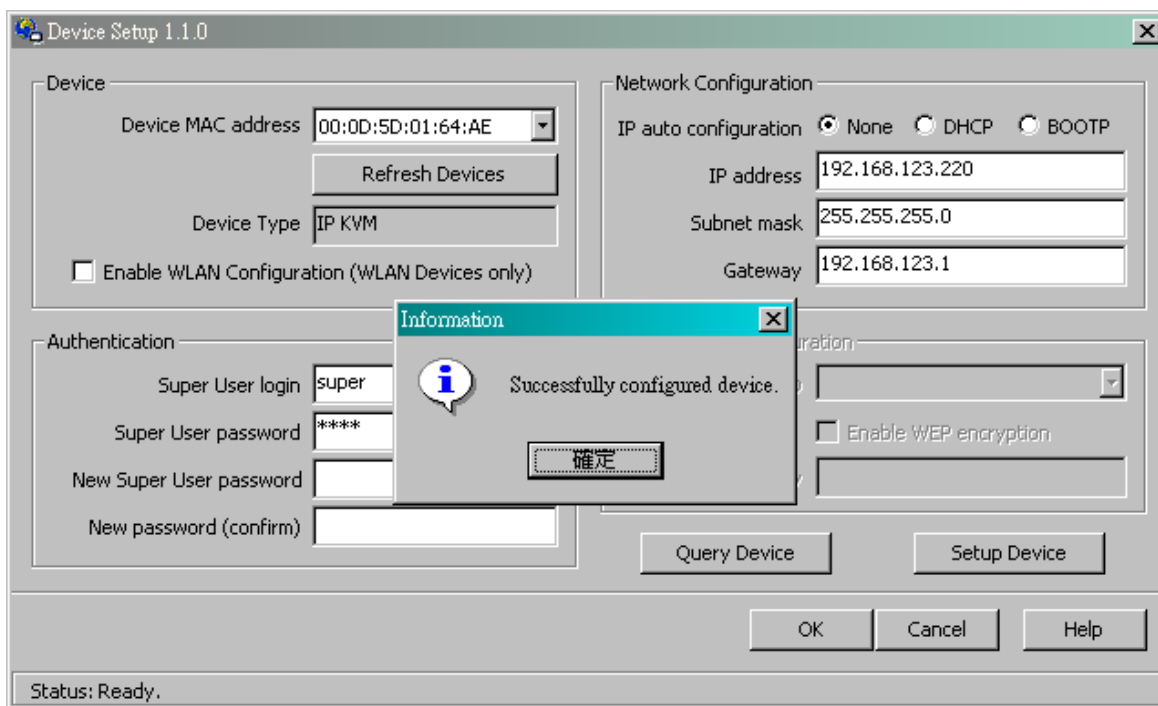 Device Setup 1.1.0
Device
Device MAC address 00:0D:5D:01:64:AE
Refresh Devices
Device Type IP KVM
Enable WLAN Configuration (WLAN Devices only)
Network Configuration
IP auto configuration None DHCP BOOTP
IP address 192.168.123.220
Subnet mask 255.255.255.0
Gateway 192.168.123.1
Authentication
Super User login super
Super User password ****
New Super User password
New password (confirm)
Information
Successfully configured device.
確定
Enable WEP encryption
Query Device Setup Device
OK Cancel Help
Status: Ready.